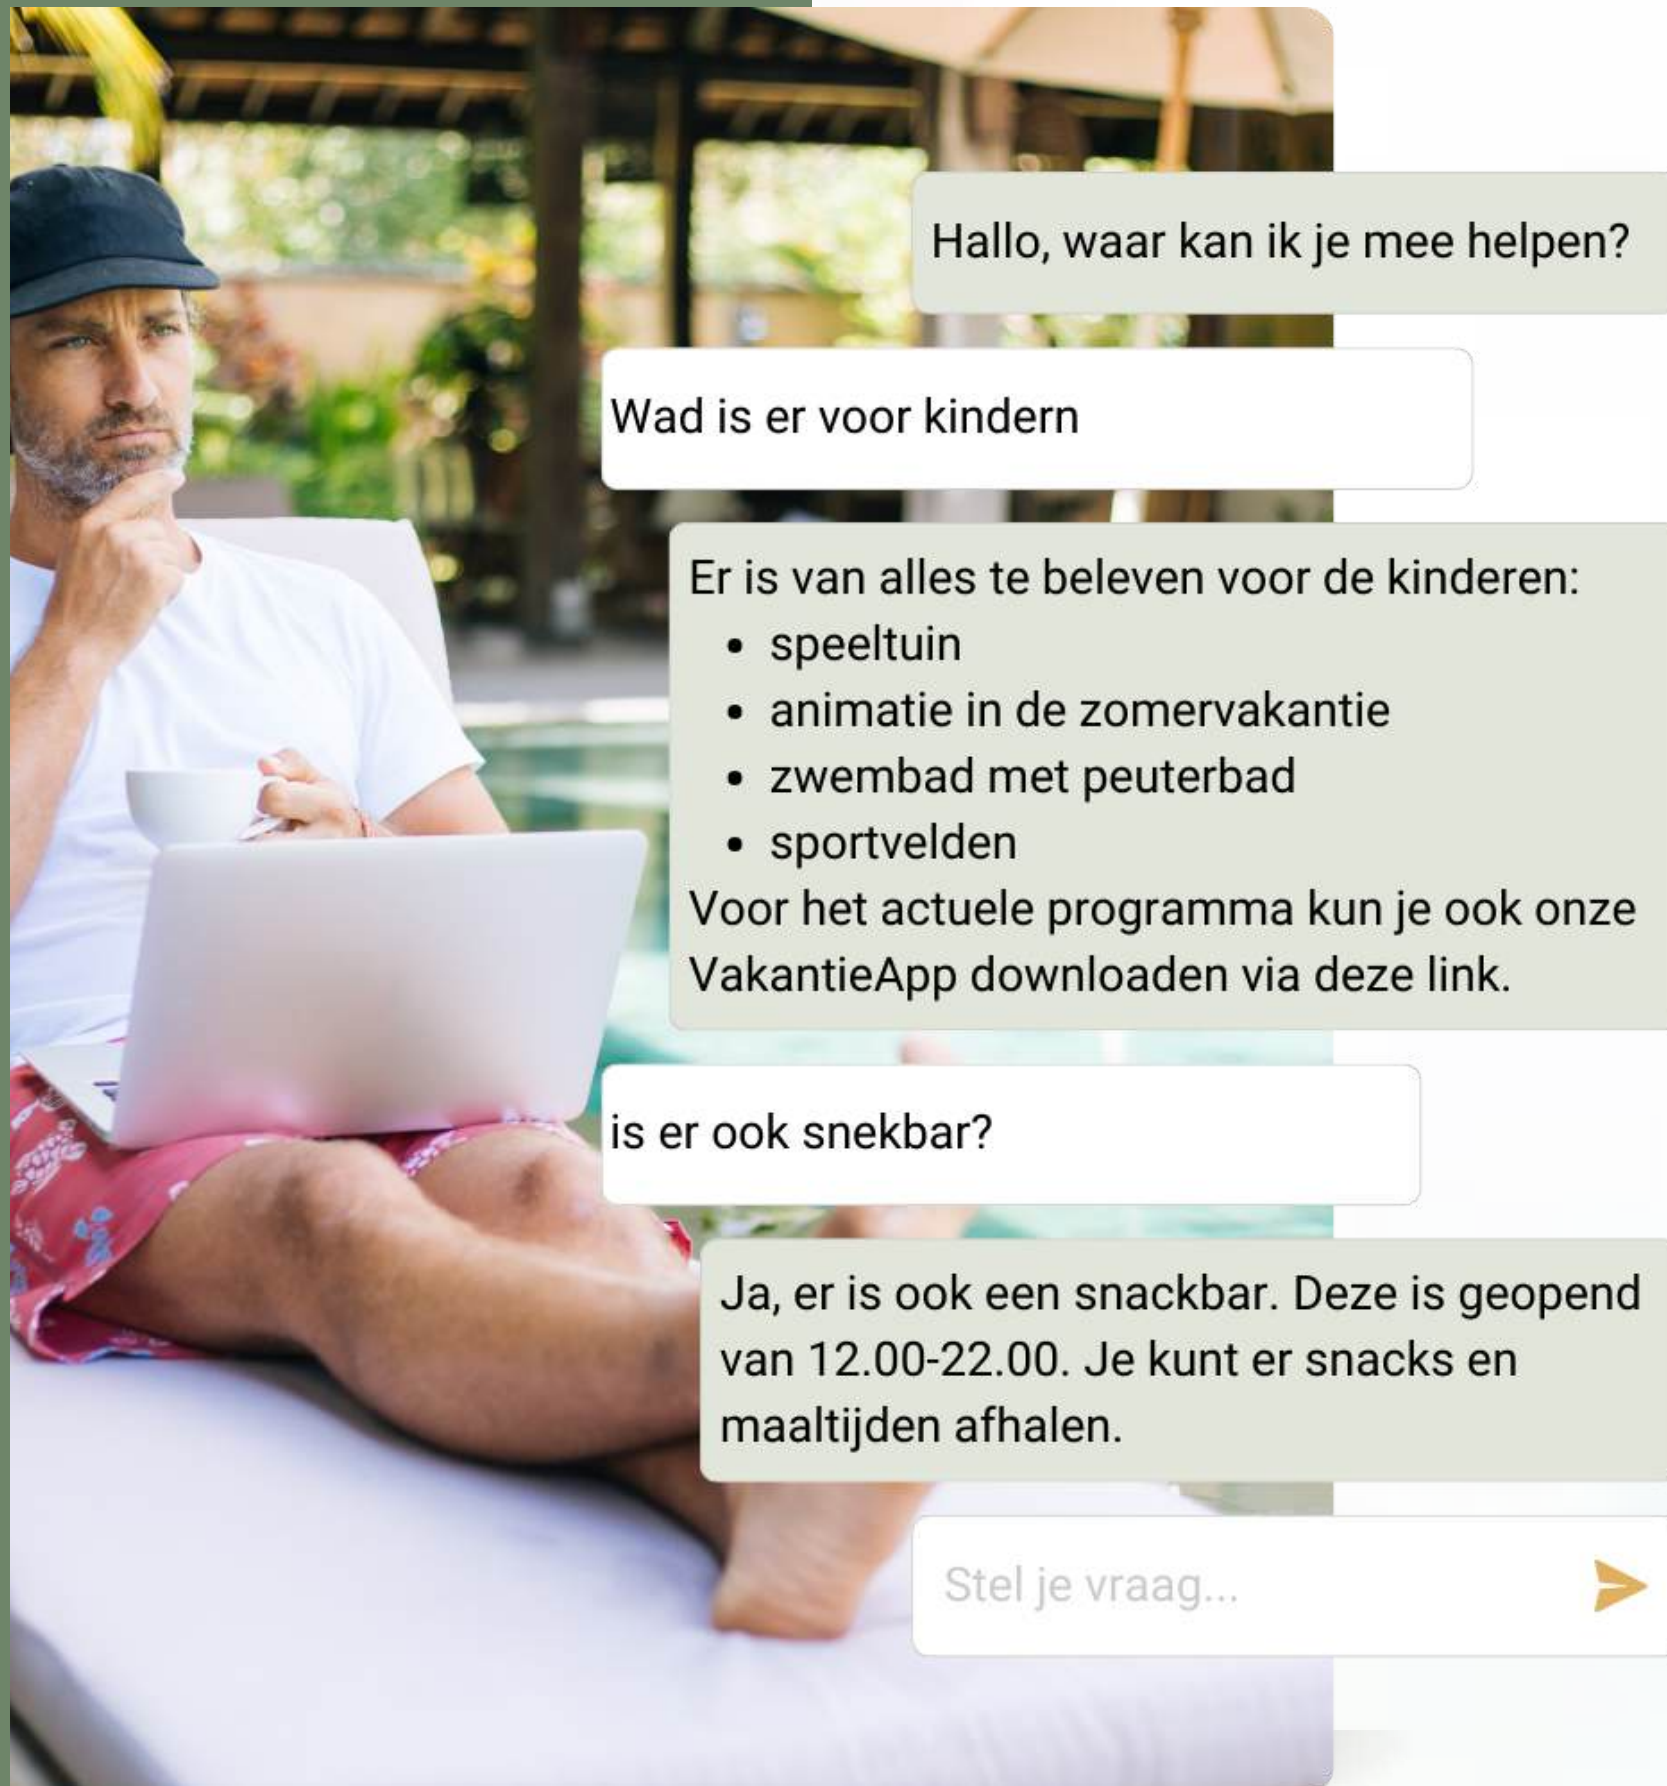 Hallo, waar kan ik je mee helpen?
Wad is er voor kindern
Er is van alles te beleven voor de kinderen:
• speeltuin
• animatie in de zomervakantie
• zwembad met peuterbad
• sportvelden
Voor het actuele programma kun je ook onze
VakantieApp downloaden via deze link.
is er ook snekbar?
Ja, er is ook een snackbar. Deze is geopend
van 12.00-22.00. Je kunt er snacks en
maaltijden afhalen.
Stel je vraag...